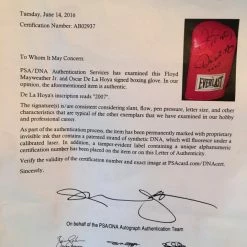 Tuesday, June 14, 2016
Certification Number: AB02937
To Whom It May Concern:
PSA/DNA Authentication Services has examined this Floyd
Mayweather Jr and Oscar De La Hoya signed boxing glove. In our
opinion, the aforementioned item is authentic.
De La Hoya's inscription reads "2007".
The signature(s) is/are consistent considering slant, flow, pen pressure, letter size, and other
characteristics that are typical of the other exemplars that we have examined in our hobby
and professional career.
As part of the authentication process, the item has been permanently marked with proprietary
invisible ink that contains a patented strand of synthetic DNA, which will fluoresce under a
calibrated laser. In addition, a tamper-evident label containing a unique alphanumeric
certification number has been placed on the item or on this Letter of Authenticity.
Verify the validity of the certification number and exact image at PSAcard.com/DNAcert.
Sincerely,
On behalf of the PSA/DNA Autograph Authentication Team
EVERLAST